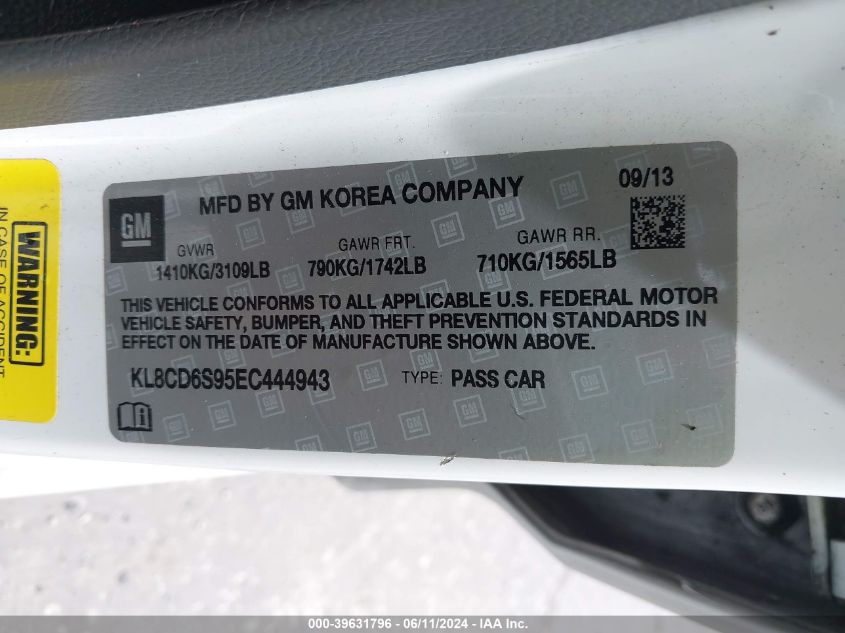 MFD BY GM KOREA COMPANY 09/13
GM
GVWR GAWR FRT. GAWR RR.
1410KG/3109LB 790KG/1742LB 710KG/1565LB
THIS VEHICLE CONFORMS TO ALL APPLICABLE U.S. FEDERAL MOTOR
VEHICLE SAFETY, BUMPER, AND THEFT PREVENTION STANDARDS IN
EFFECT ON THE DATE OF MANUFACTURE SHOWN ABOVE.
KL8CD6S95EC444943 TYPE: PASS CAR
WARNING:
IN CASE OF ACCIDENT
000-39631796 - 06/11/2024 - IAA Inc.